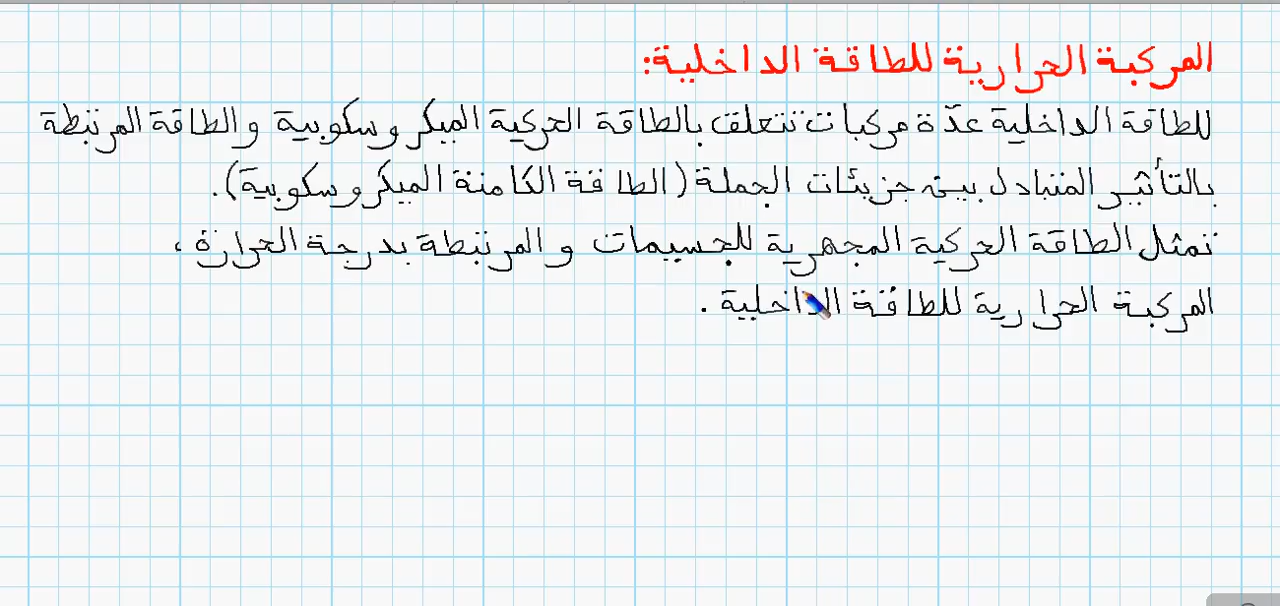 المركبة الحرارية للطاقة الداخلية:
للطاقة الداخلية عدّة مركبات تتعلق بالطاقة الحركية الميكروسكوبية والطاقة المرتبطة
بالتأثير المتبادل بين جزيئات الجملة (الطاقة الكامنة الميكروسكوبية).
تمثل الطاقة الحركية المجهرية للجسيمات والمرتبطة بدرجة الحرارة ،
المركبة الحرارية للطاقة الداخلية .